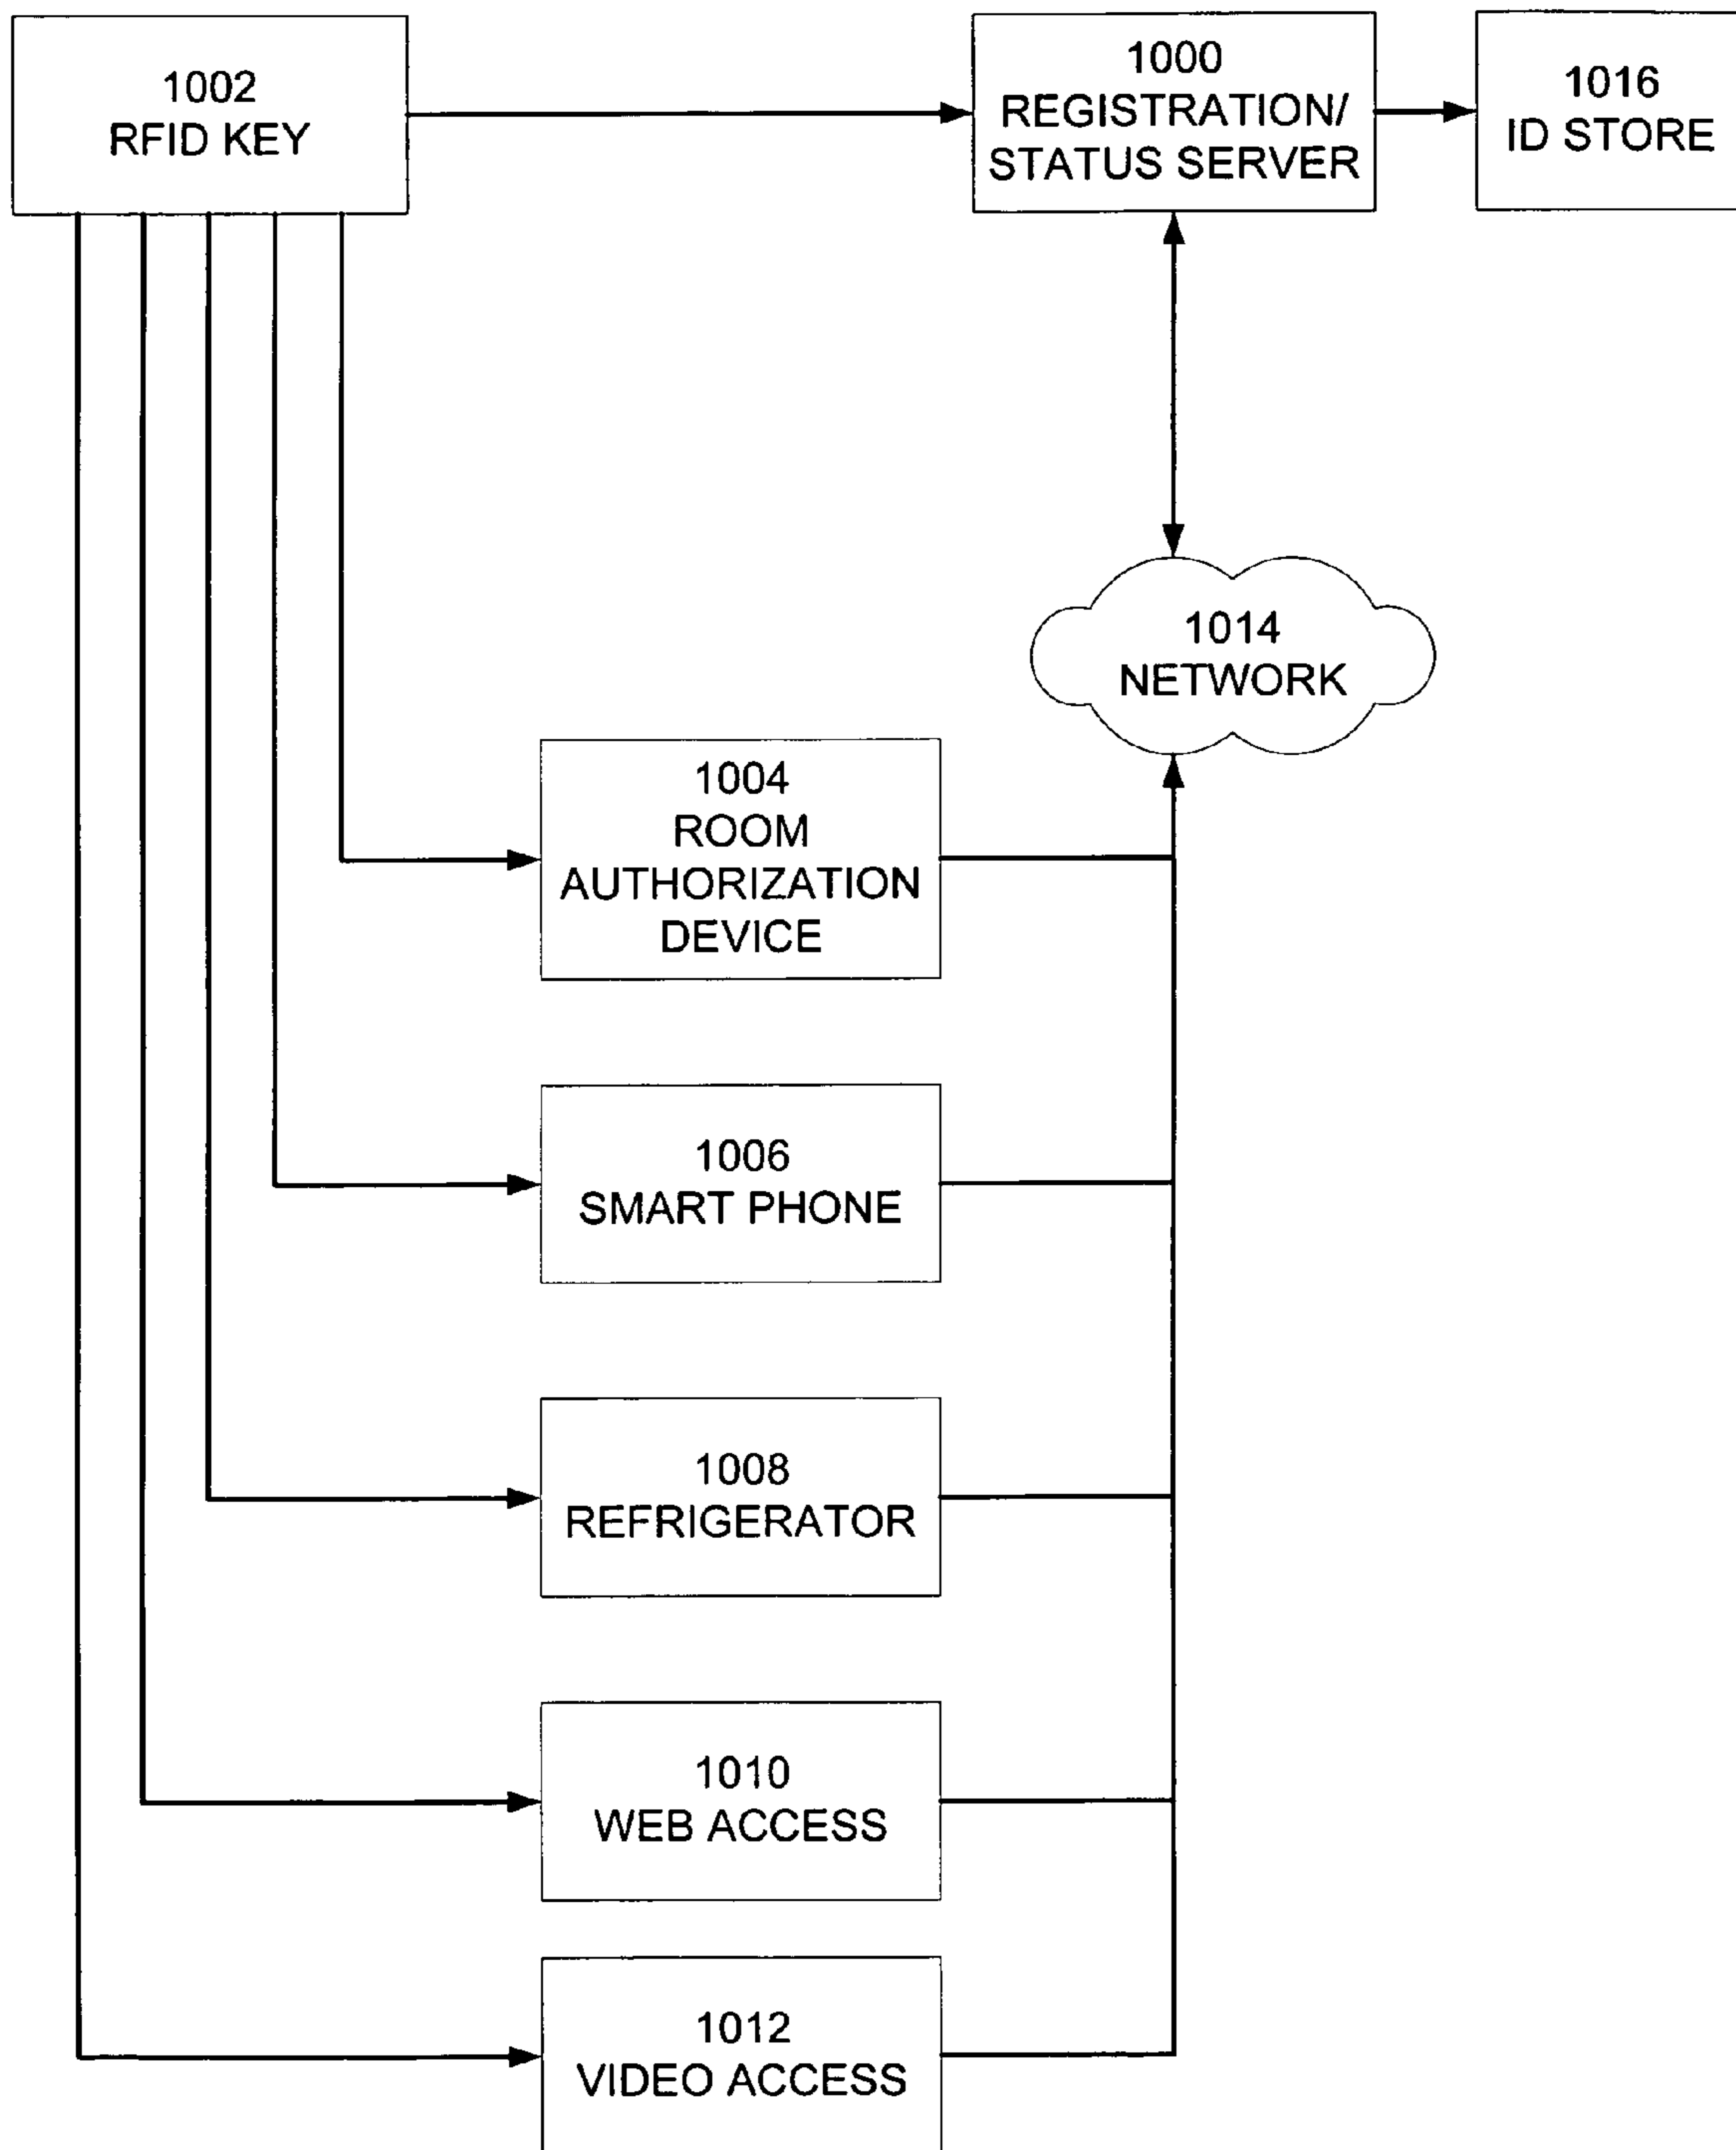 1002
RFID KEY
1000
REGISTRATION/
STATUS SERVER
1016
ID STORE
1014
NETWORK
1004
ROOM
AUTHORIZATION
DEVICE
1006
SMART PHONE
1008
REFRIGERATOR
1010
WEB ACCESS
1012
VIDEO ACCESS